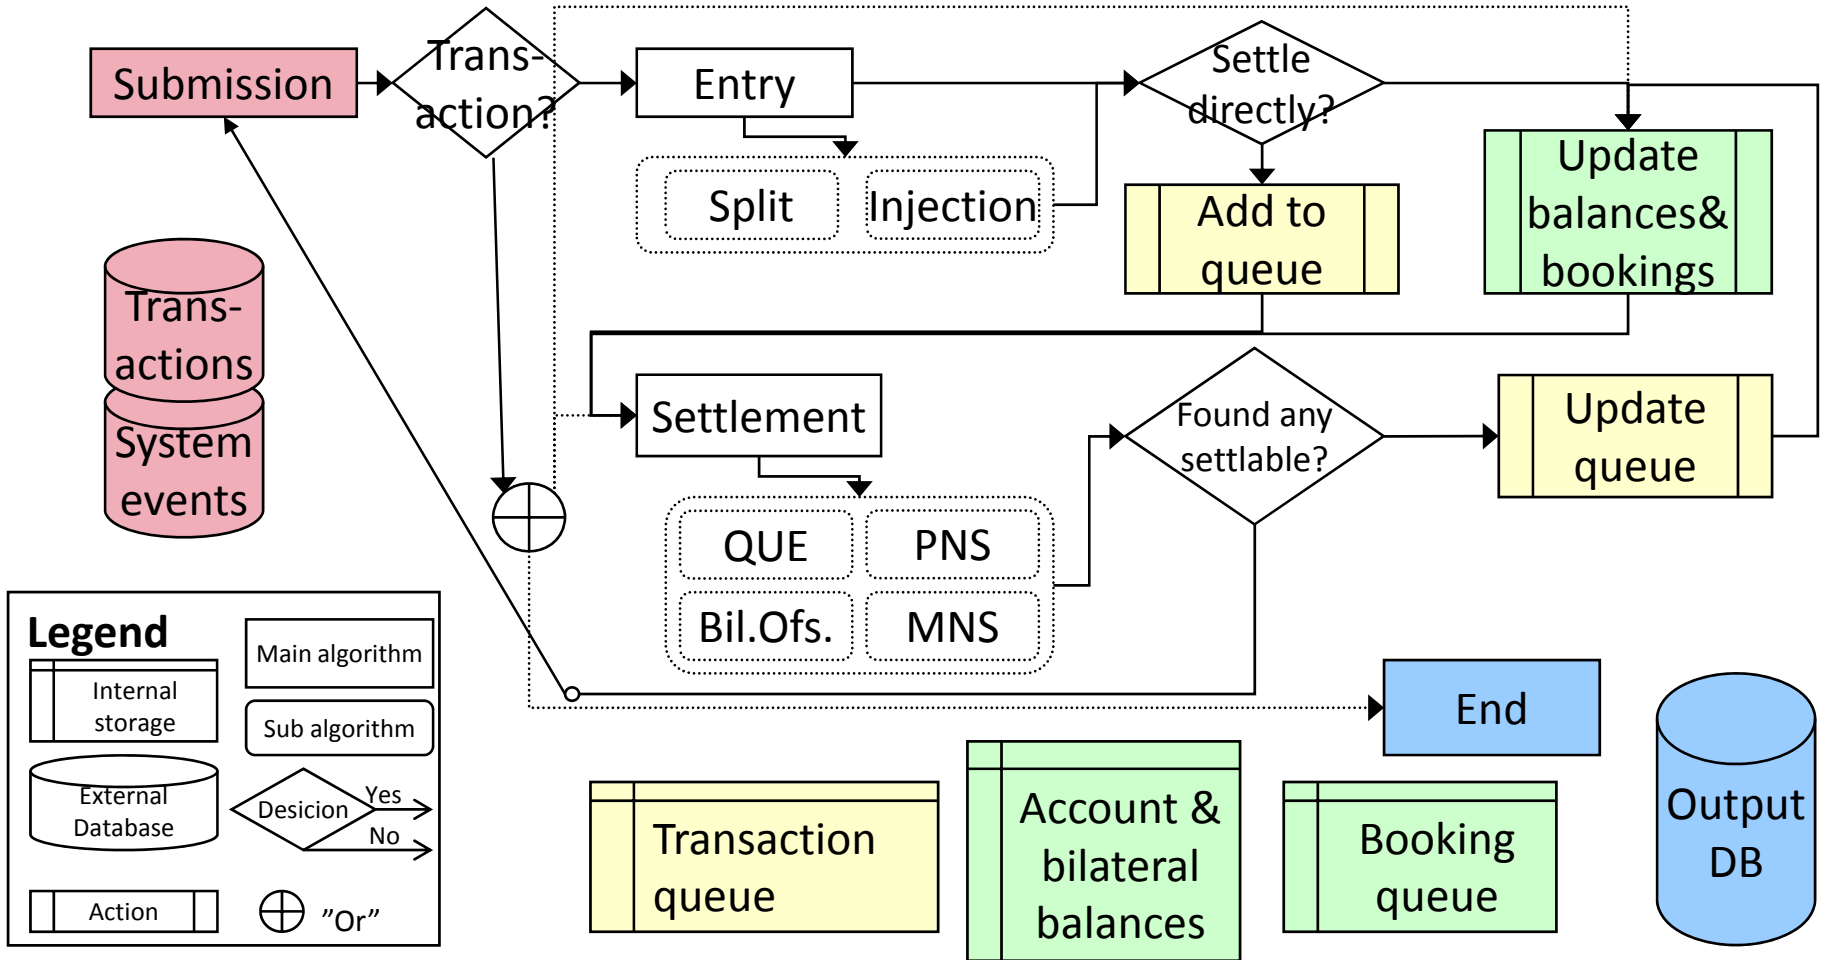 Submission
Trans-
action?
Entry
Settle
directly?
Split
Injection
Add to
queue
Update
balances&
bookings
Trans-
actions
System
events
Settlement
Found any
settlable?
Update
queue
QUE
PNS
Bil.Ofs.
MNS
End
Legend
Main algorithm
Internal
storage
Sub algorithm
External
Database
Desicion
Yes
No
Action
”Or”
Transaction
queue
Account &
bilateral
balances
Booking
queue
Output
DB